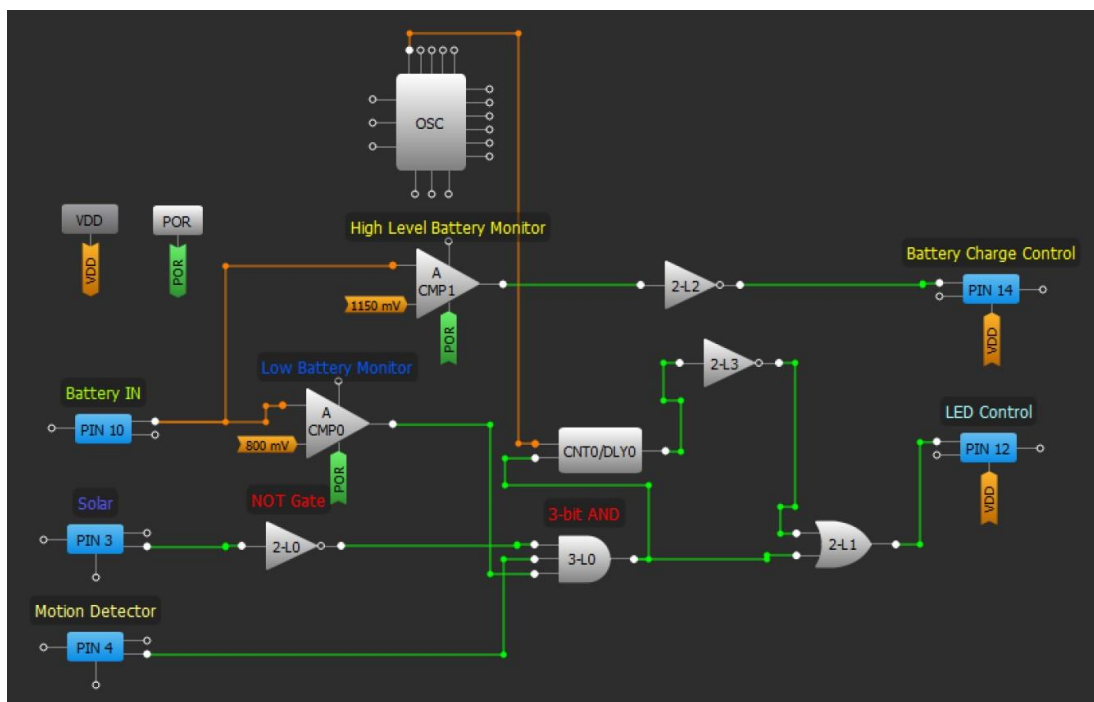 OSC
VDD
POR
VDD
POR
High Level Battery Monitor
A
CMP1
1150 mV
POR
2-L2
Battery Charge Control
PIN 14
VDD
Low Battery Monitor
A
CMP0
800 mV
POR
2-L3
Battery IN
PIN 10
CNT0/DLY0
LED Control
PIN 12
VDD
Solar
PIN 3
NOT Gate
2-L0
3-bit AND
3-L0
2-L1
Motion Detector
PIN 4